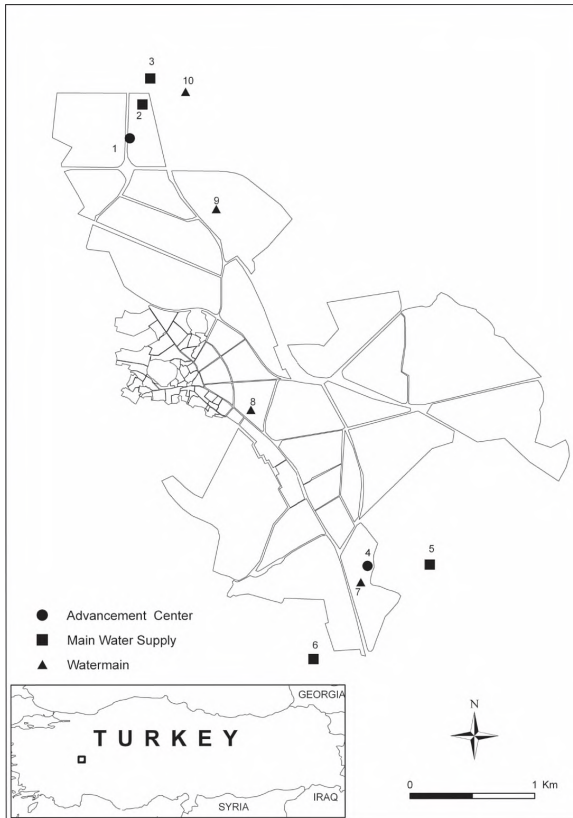 3
10
2
1
9
8
4
5
7
6
Advancement Center
Main Water Supply
Watermain
GEORGIA
TURKEY
SYRIA
IRAQ
N
0 1 Km